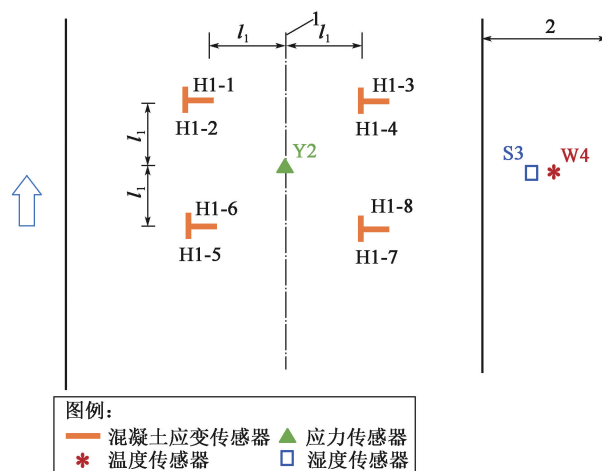 l₁ 1 l₁ 2
H1-1 H1-3
H1-2 H1-4
l₁
Y2
S3 W4
l₁
H1-6 H1-8
H1-5 H1-7
图例：
混凝土应变传感器 应力传感器
温度传感器 湿度传感器